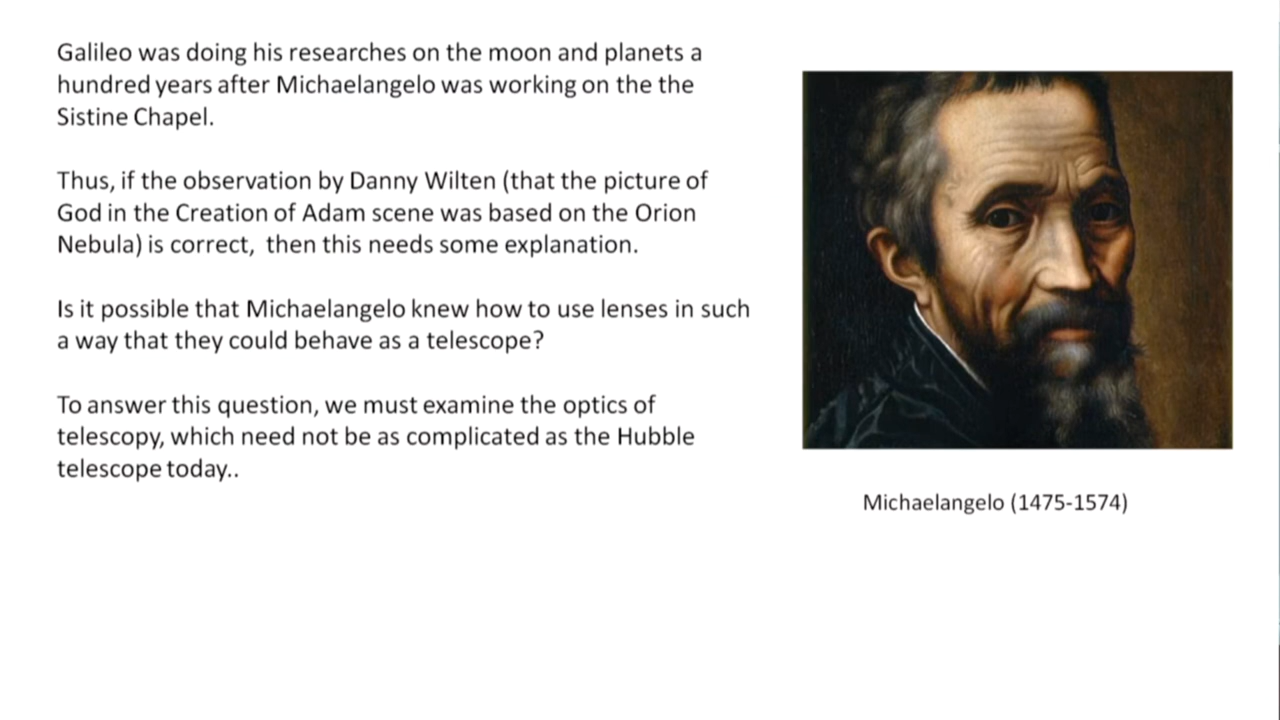 Galileo was doing his researches on the moon and planets a
hundred years after Michaelangelo was working on the the
Sistine Chapel.
Thus, if the observation by Danny Wilten (that the picture of
God in the Creation of Adam scene was based on the Orion
Nebula) is correct,  then this needs some explanation.
Is it possible that Michaelangelo knew how to use lenses in such
a way that they could behave as a telescope?
To answer this question, we must examine the optics of
telescopy, which need not be as complicated as the Hubble
telescope today..
Michaelangelo (1475-1574)